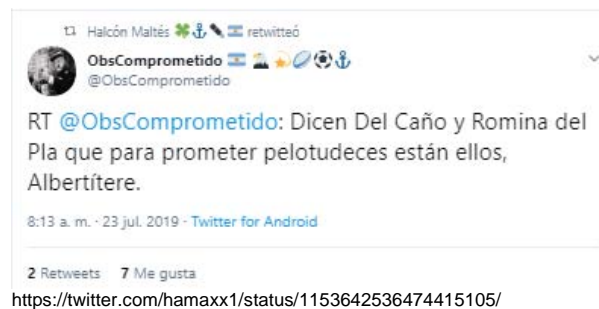 Halcón Maltés 🍀⚓✒️🇦🇷 retwitteó
ObsComprometido 🇦🇷
@ObsComprometido
RT @ObsComprometido: Dicen Del Caño y Romina del
Pla que para prometer pelotudeces están ellos,
Albertítere.
8:13 a. m. · 23 jul. 2019 · Twitter for Android
2 Retweets 7 Me gusta
https://twitter.com/hamaxx1/status/1153642536474415105/